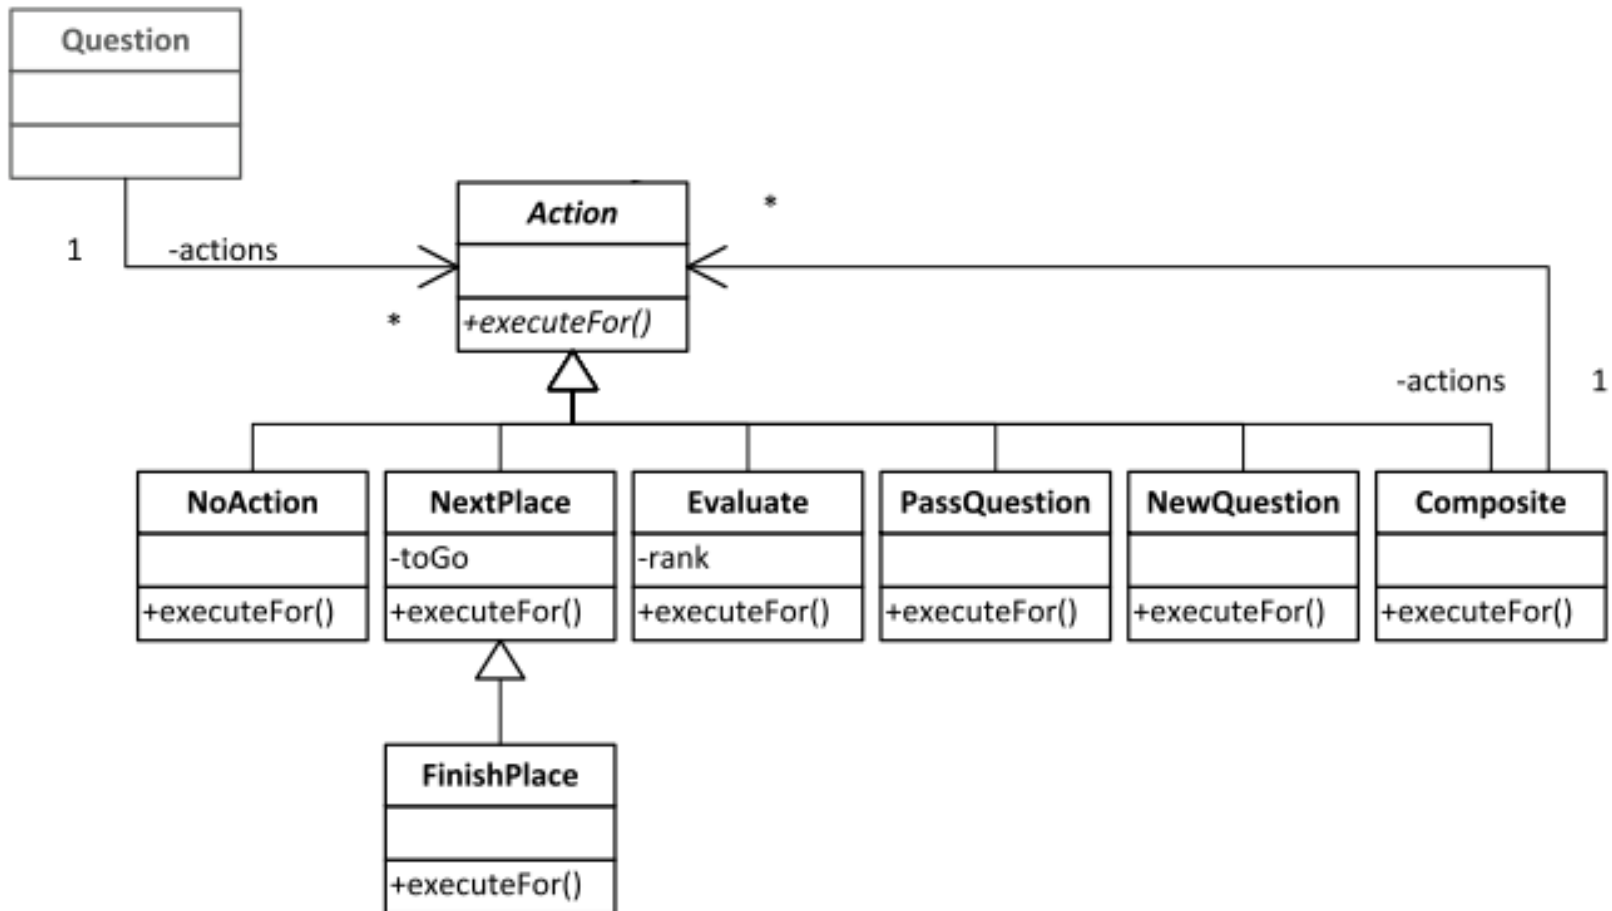 Question
Action
*
1
-actions
*
+executeFor()
-actions
1
NoAction
NextPlace
Evaluate
PassQuestion
NewQuestion
Composite
-toGo
-rank
+executeFor()
+executeFor()
+executeFor()
+executeFor()
+executeFor()
+executeFor()
FinishPlace
+executeFor()